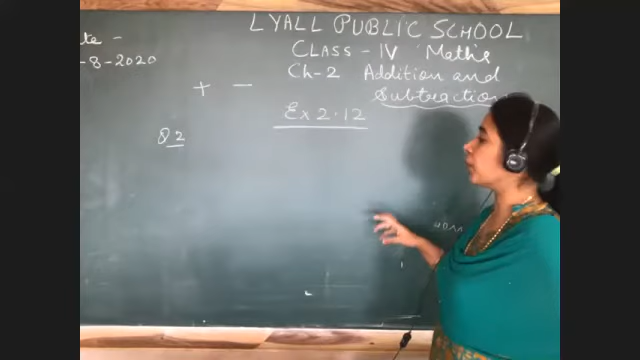 LYALL PUBLIC SCHOOL
te -
-8-2020
CLASS - IV Maths
Ch-2 Addition and
Subtraction
+ -
Ex 2.12
Q2